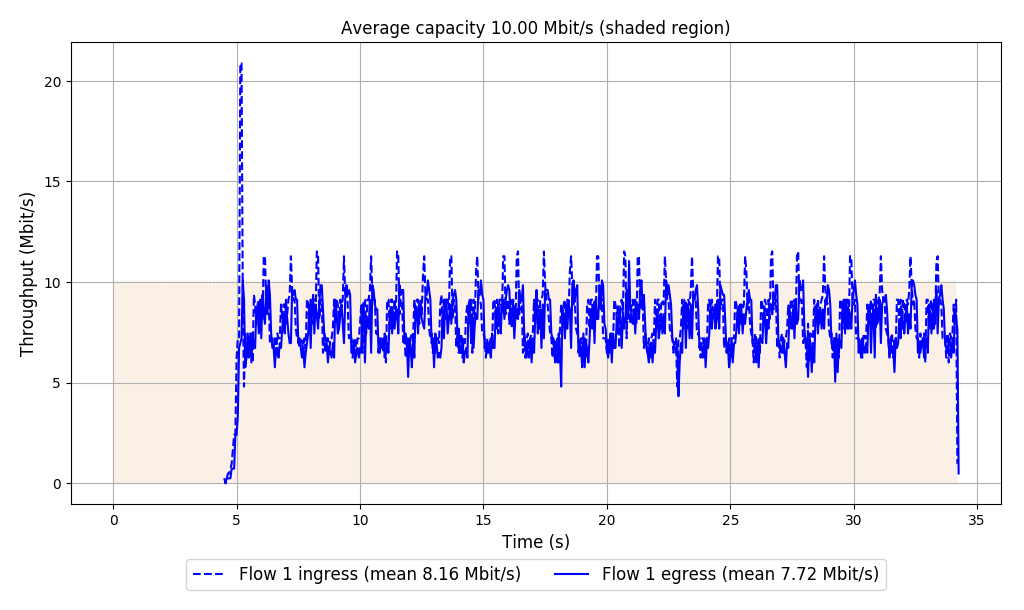 Average capacity 10.00 Mbit/s (shaded region)
Throughput (Mbit/s)
20
15
10
5
0
0 5 10 15 20 25 30 35
Time (s)
Flow 1 ingress (mean 8.16 Mbit/s) Flow 1 egress (mean 7.72 Mbit/s)